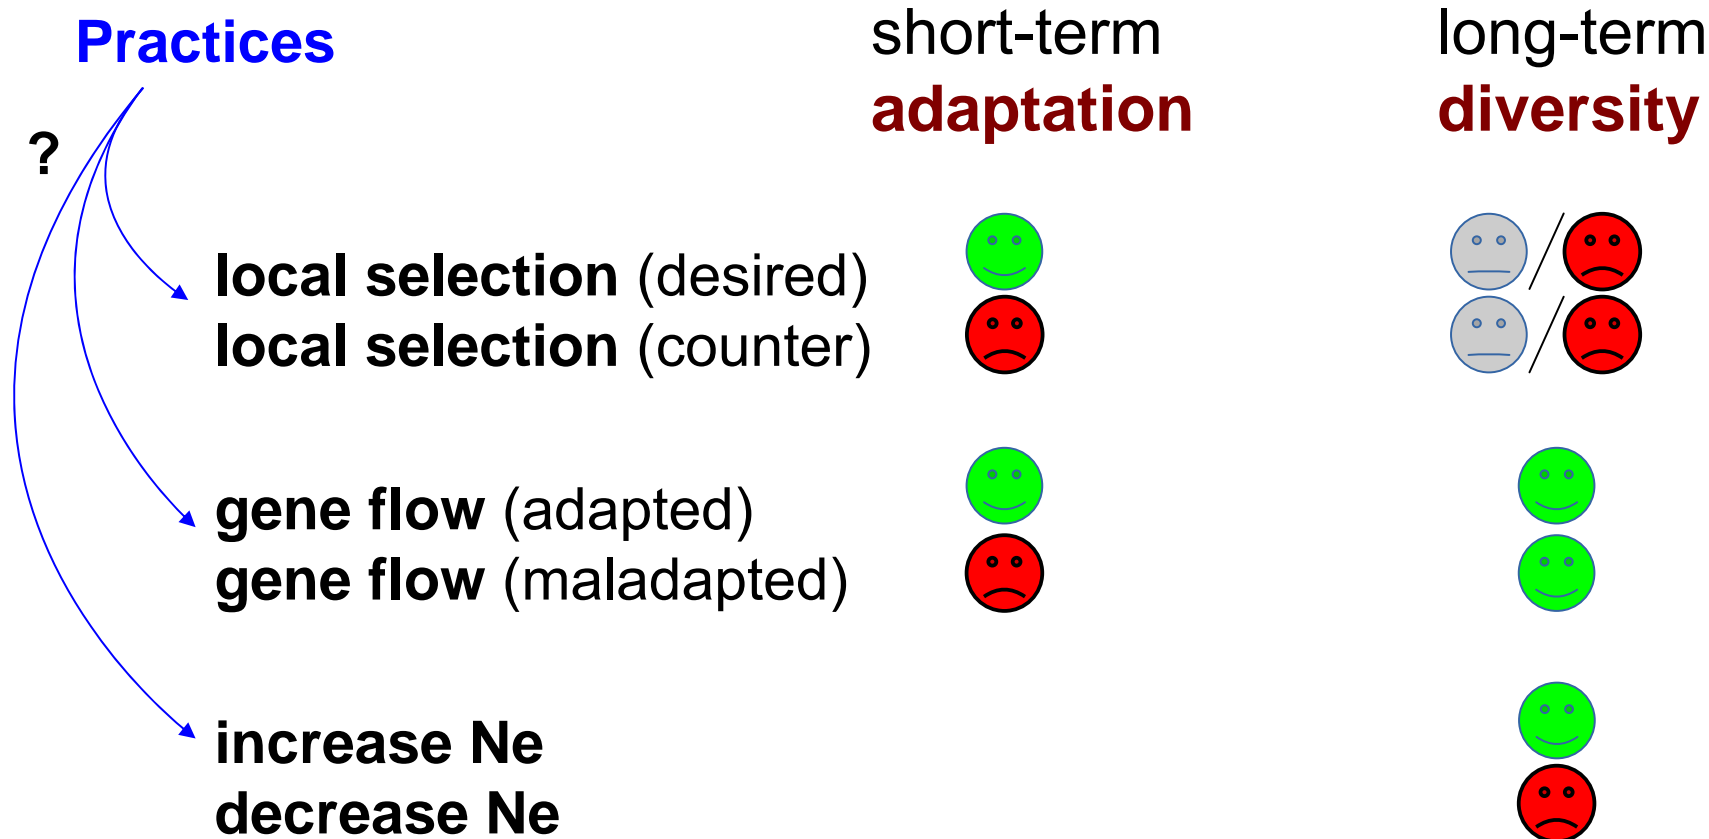 Practices
short-term
adaptation
long-term
diversity
?
local selection (desired)
local selection (counter)
gene flow (adapted)
gene flow (maladapted)
increase Ne
decrease Ne